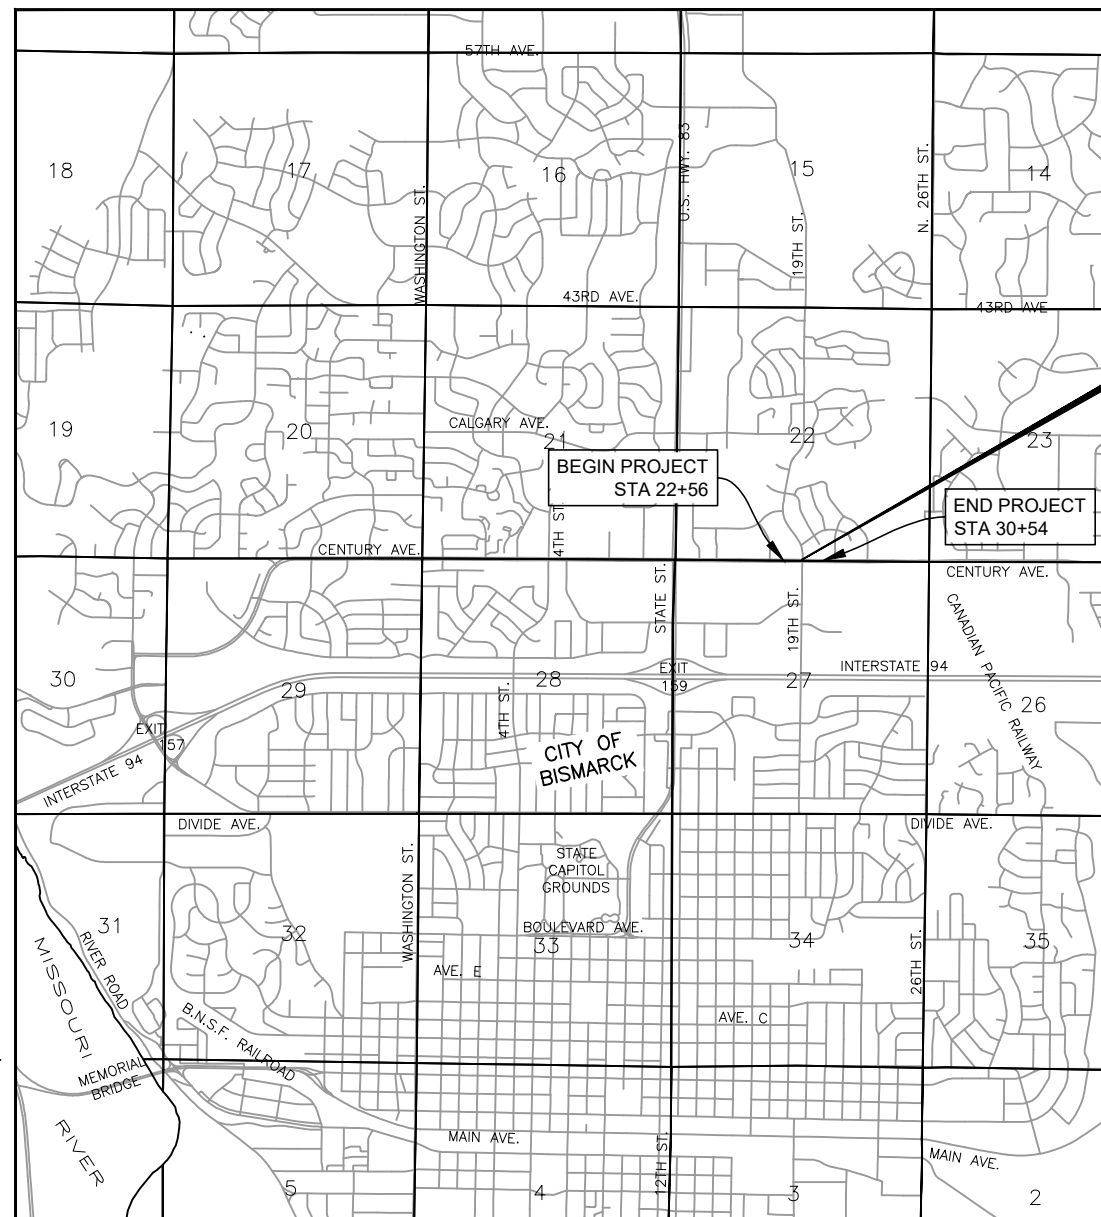 57TH AVE.
18
17
16
U.S. HWY. 83
15
N. 26TH ST.
14
WASHINGTON ST.
19TH ST.
43RD AVE.
43RD AVE
19
20
CALGARY AVE.
21
22
23
BEGIN PROJECT
STA 22+56
END PROJECT
STA 30+54
4TH ST.
CENTURY AVE.
CENTURY AVE.
STATE ST.
19TH ST.
CANADIAN PACIFIC RAILWAY
30
29
28
EXIT
159
27
INTERSTATE 94
26
4TH ST.
EXIT
157
INTERSTATE 94
CITY OF
BISMARCK
DIVIDE AVE.
DIVIDE AVE.
WASHINGTON ST.
STATE
CAPITOL
GROUNDS
31
RIVER ROAD
32
BOULEVARD AVE.
33
34
26TH ST.
35
MISSOURI
AVE. E
AVE. C
B.N.S.F. RAILROAD
MEMORIAL
BRIDGE
RIVER
MAIN AVE.
12TH ST.
MAIN AVE.
5
4
3
2